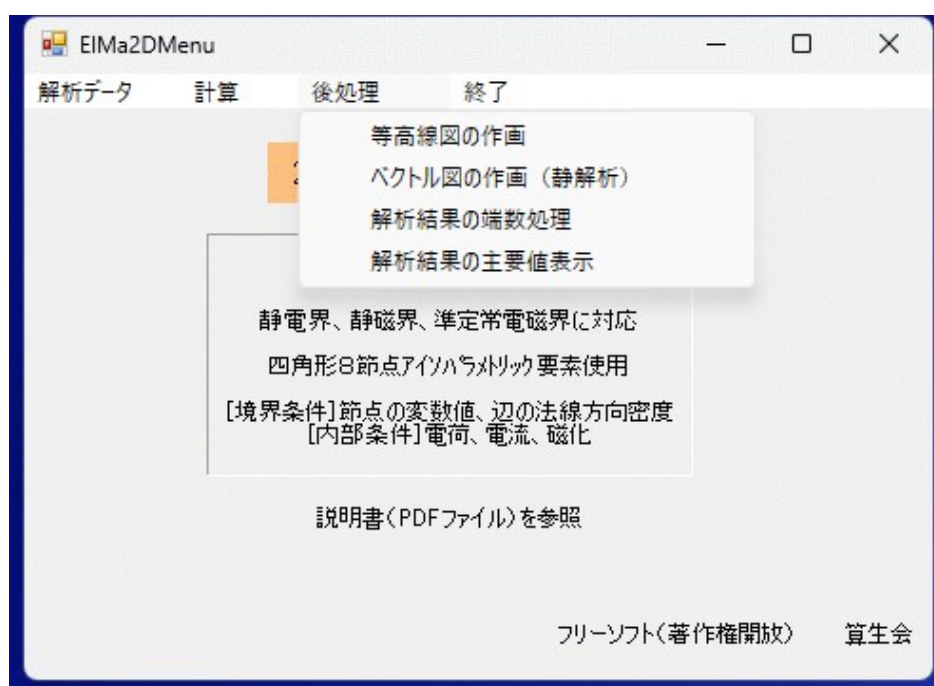 ElMa2DMenu
解析データ 計算 後処理 終了
等高線図の作画
ベクトル図の作画（静解析）
解析結果の端数処理
解析結果の主要値表示
静電界、静磁界、準定常電磁界に対応
四角形８節点ｱｲｿﾊﾟﾗﾒﾄﾘｯｸ要素使用
[境界条件]節点の変数値、辺の法線方向密度
[内部条件]電荷、電流、磁化
説明書（PDFファイル）を参照
フリーソフト（著作権開放） 算生会